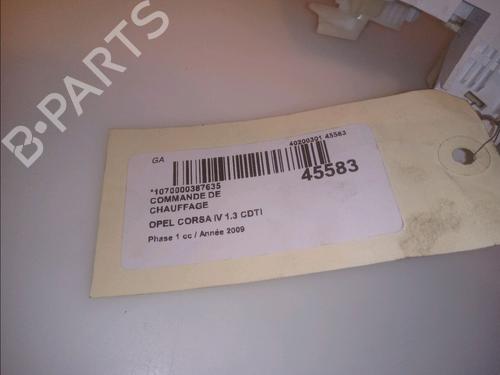 B-PARTS
GA
40200301 45583
45583
*1070000387635
COMMANDE DE
CHAUFFAGE
OPEL CORSA IV 1.3 CDTI
Phase 1 cc / Année 2009